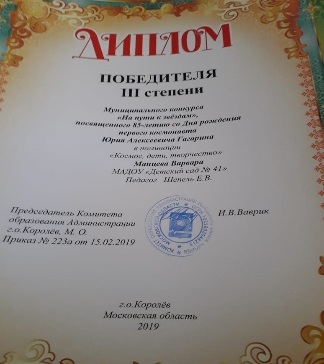 ДИПЛОМ
ПОБЕДИТЕЛЯ
III степени
Муниципального конкурса
«На пути к звёздам»,
посвященного 85-летию со Дня рождения
первого космонавта
Юрия Алексеевича Гагарина
в номинации
«Космос, дети, творчество»
Варвара
МАДОУ «Детский сад № 41»
Педагог Шепель Е.В.
Председатель Комитета
образования Администрации
г.о.Королёв, М. О.
Приказ № 223а от 15.02.2019
И.В.Ваврик
г.о.Королёв
Московская область
2019